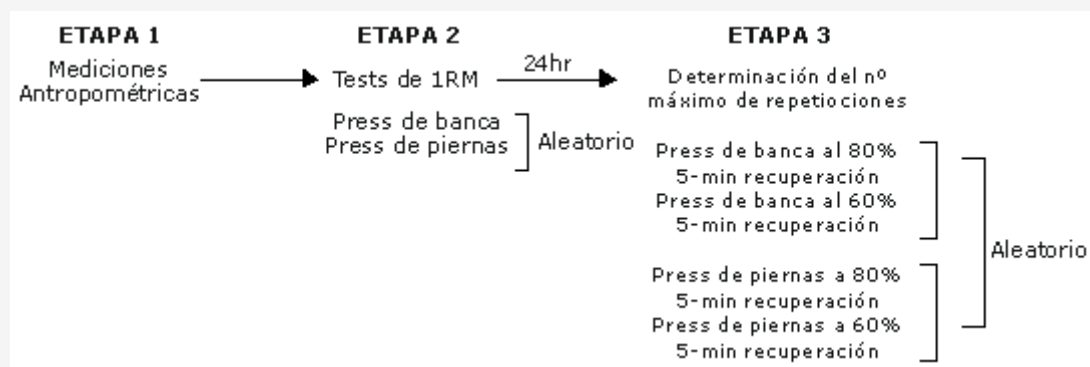 ETAPA 1
Mediciones
Antropométricas
ETAPA 2
Tests de 1RM
Press de banca
Press de piernas
Aleatorio
24hr
ETAPA 3
Determinación del nº
máximo de repetiociones
Press de banca al 80%
5-min recuperación
Press de banca al 60%
5-min recuperación
Press de piernas a 80%
5-min recuperación
Press de piernas a 60%
5-min recuperación
Aleatorio